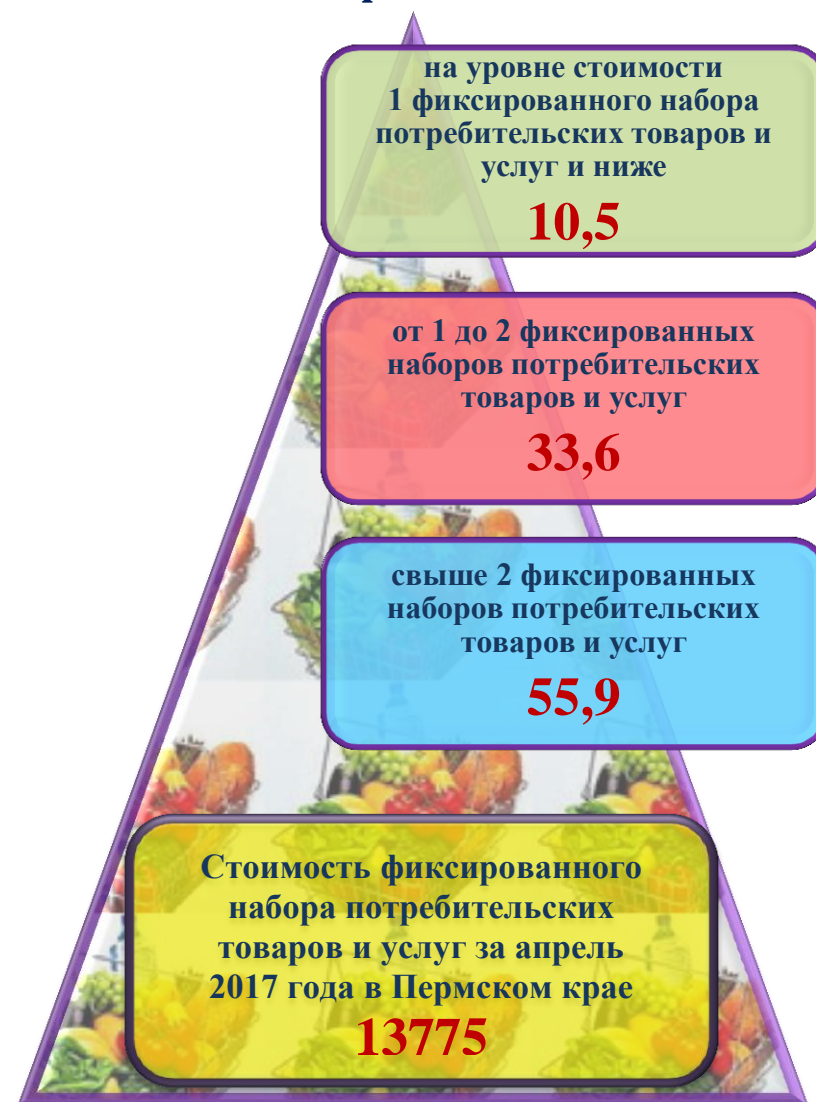 на уровне стоимости
1 фиксированного набора
потребительских товаров и
услуг и ниже
10,5
от 1 до 2 фиксированных
наборов потребительских
товаров и услуг
33,6
свыше 2 фиксированных
наборов потребительских
товаров и услуг
55,9
Стоимость фиксированного
набора потребительских
товаров и услуг за апрель
2017 года в Пермском крае
13775